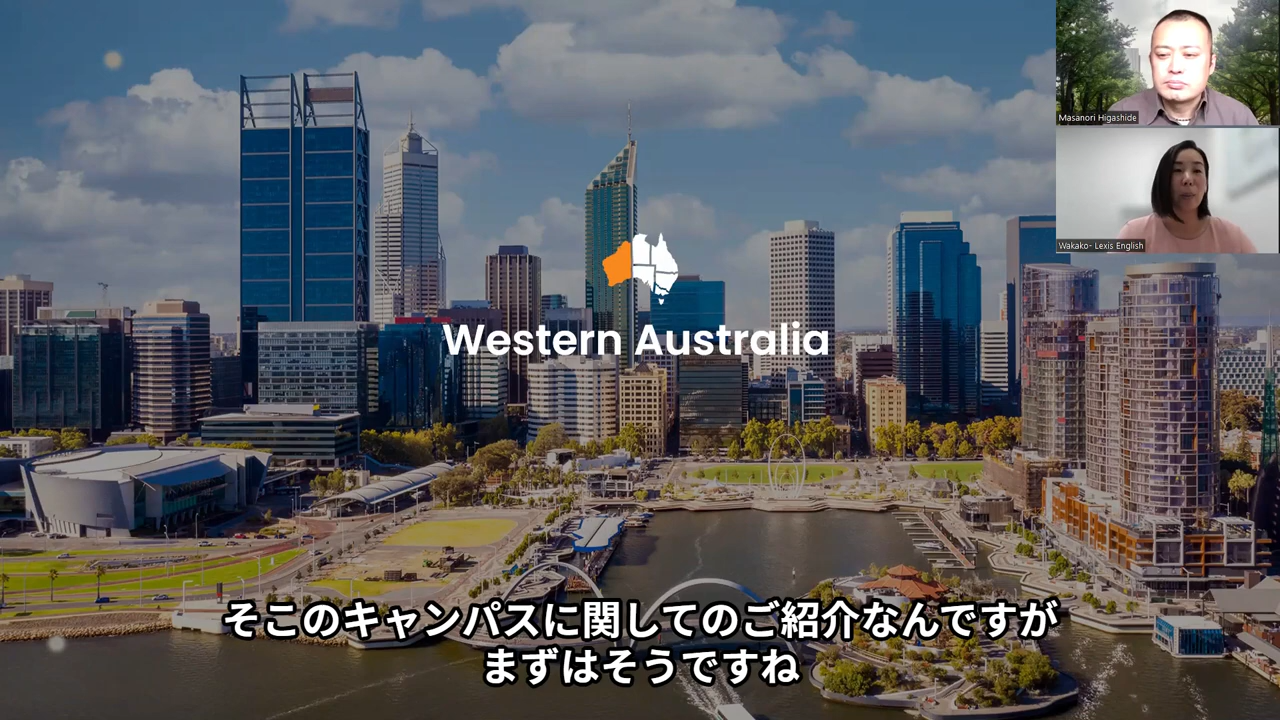 Masanori Higashide
Wakako- Lexis English
Western Australia
そこのキャンパスに関してのご紹介なんですが
まずはそうですね